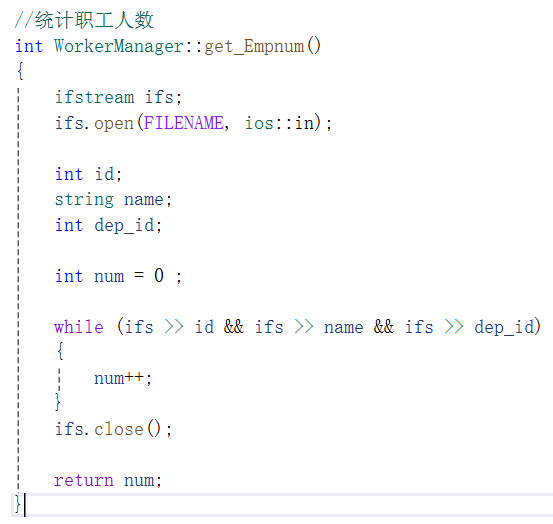 //统计职工人数
int WorkerManager::get_Empnum()
{
ifstream ifs;
ifs.open(FILENAME, ios::in);
int id;
string name;
int dep_id;
int num = 0 ;
while (ifs >> id && ifs >> name && ifs >> dep_id)
{
num++;
}
ifs.close();
return num;
}